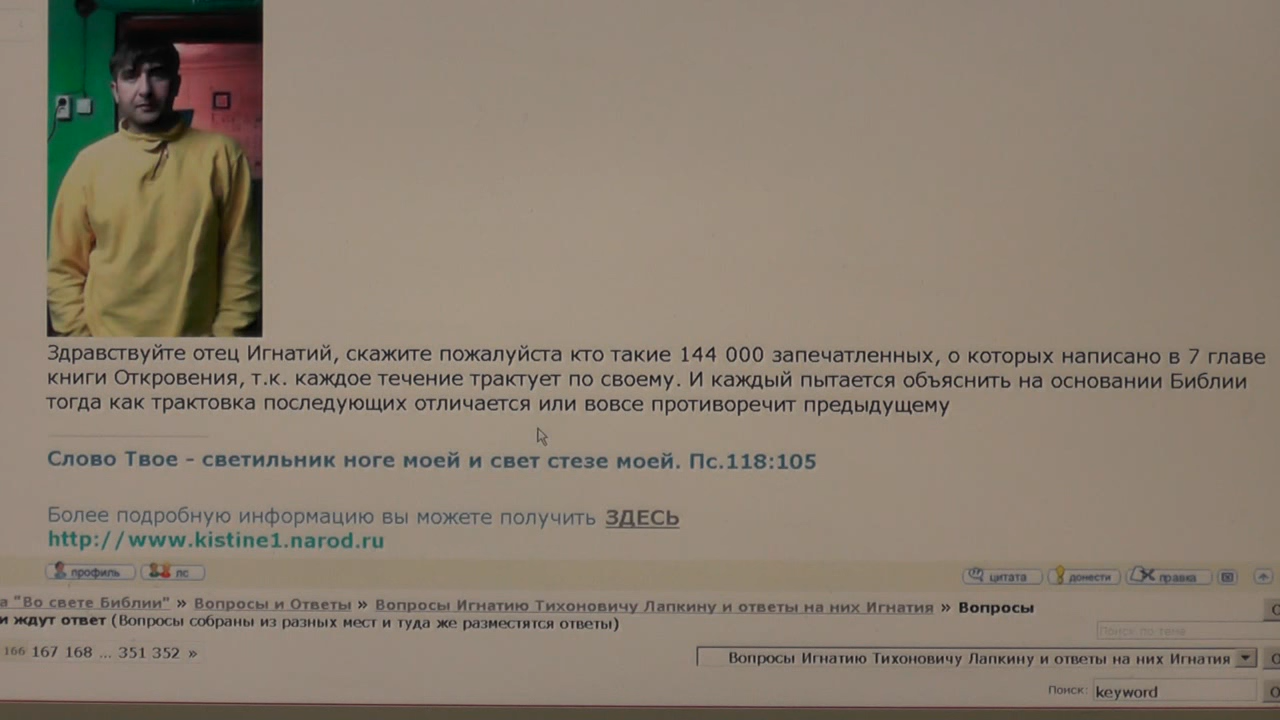 Здравствуйте отец Игнатий, скажите пожалуйста кто такие 144 000 запечатленных, о которых написано в 7 главе
книги Откровения, т.к. каждое течение трактует по своему. И каждый пытается объяснить на основании Библии
тогда как трактовка последующих отличается или вовсе противоречит предыдущему
Слово Твое - светильник ноге моей и свет стезе моей. Пс.118:105
Более подробную информацию вы можете получить ЗДЕСЬ
http://www.kistine1.narod.ru
профиль лс цитата донести правка
а "Во свете Библии" » Вопросы и Ответы » Вопросы Игнатию Тихоновичу Лапкину и ответы на них Игнатия » Вопросы
и ждут ответ (Вопросы собраны из разных мест и туда же разместятся ответы)
Поиск по теме
166 167 168 ... 351 352 »
Вопросы Игнатию Тихоновичу Лапкину и ответы на них Игнатия
Поиск: keyword